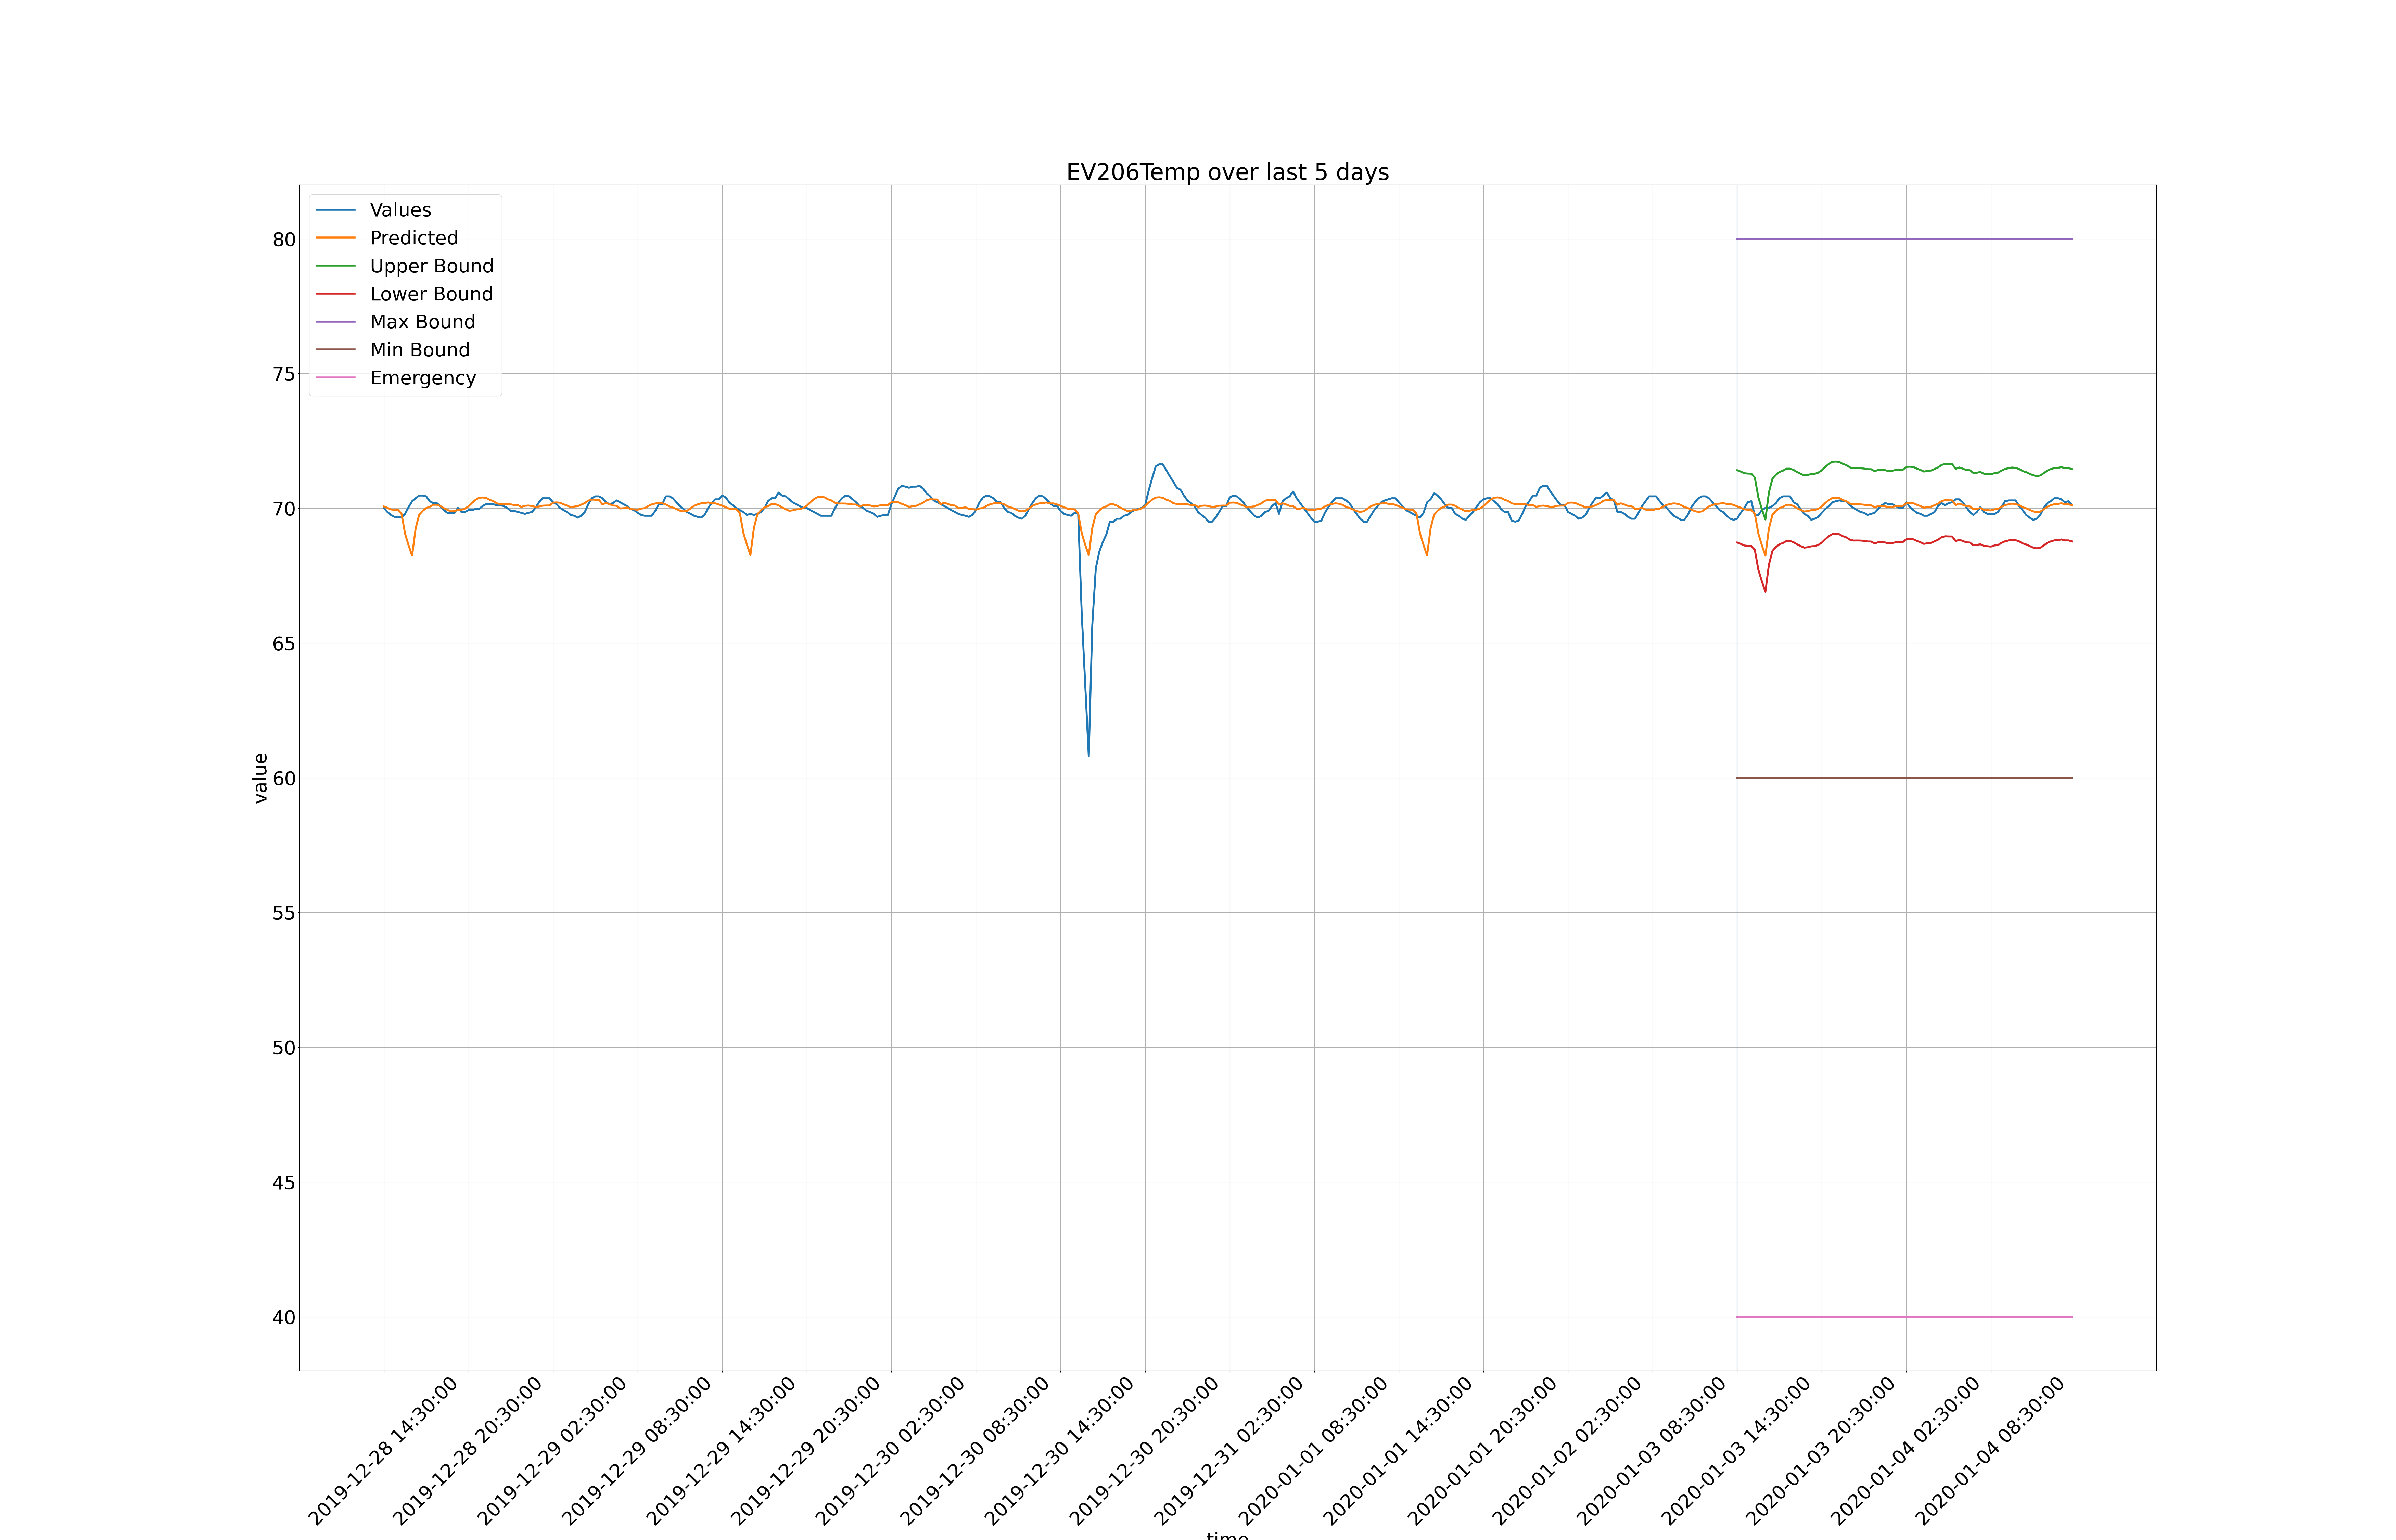 EV206Temp over last 5 days
Values
Predicted
Upper Bound
Lower Bound
Max Bound
Min Bound
Emergency
80
75
70
65
60
55
50
45
40
value
2019-12-28 14:30:00
2019-12-28 20:30:00
2019-12-29 02:30:00
2019-12-29 08:30:00
2019-12-29 14:30:00
2019-12-29 20:30:00
2019-12-30 02:30:00
2019-12-30 08:30:00
2019-12-30 14:30:00
2019-12-30 20:30:00
2019-12-31 02:30:00
2020-01-01 08:30:00
2020-01-01 14:30:00
2020-01-01 20:30:00
2020-01-02 02:30:00
2020-01-03 08:30:00
2020-01-03 14:30:00
2020-01-03 20:30:00
2020-01-04 02:30:00
2020-01-04 08:30:00
time